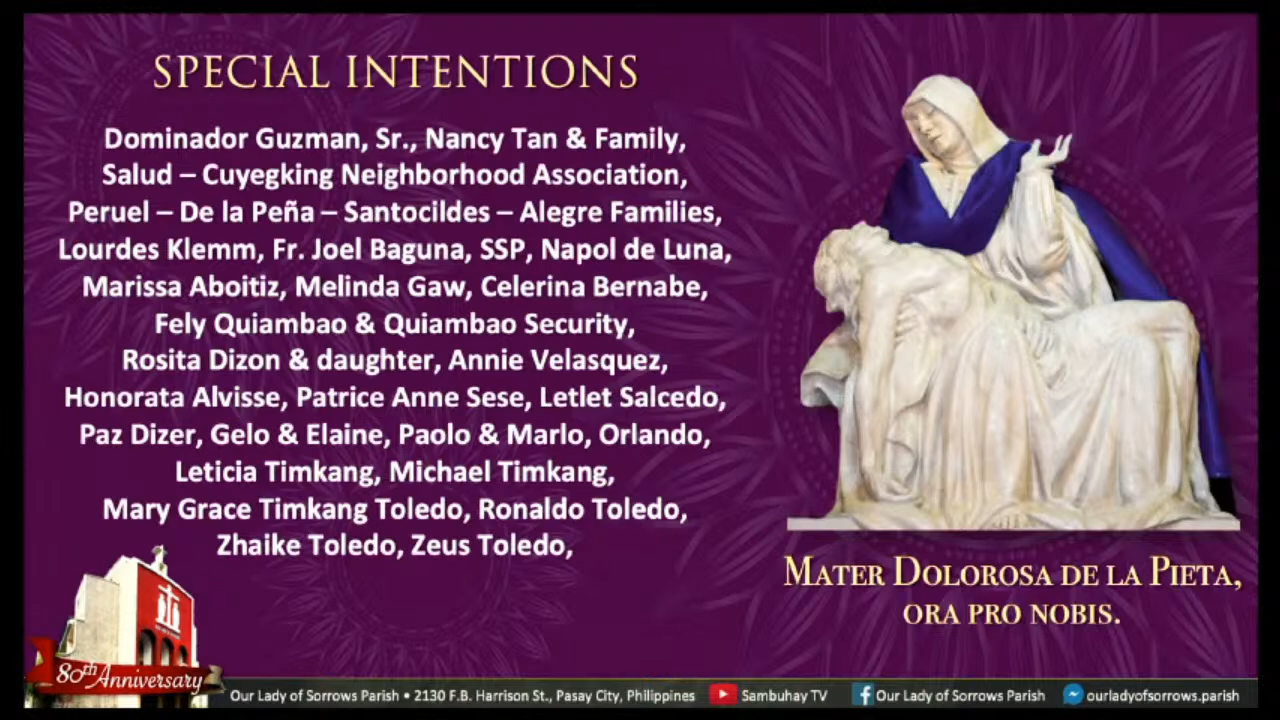 SPECIAL INTENTIONS
Dominador Guzman, Sr., Nancy Tan & Family,
Salud – Cuyegking Neighborhood Association,
Peruel – De la Peña – Santocildes – Alegre Families,
Lourdes Klemm, Fr. Joel Baguna, SSP, Napol de Luna,
Marissa Aboitiz, Melinda Gaw, Celerina Bernabe,
Fely Quiambao & Quiambao Security,
Rosita Dizon & daughter, Annie Velasquez,
Honorata Alvisse, Patrice Anne Sese, Letlet Salcedo,
Paz Dizer, Gelo & Elaine, Paolo & Marlo, Orlando,
Leticia Timkang, Michael Timkang,
Mary Grace Timkang Toledo, Ronaldo Toledo,
Zhaike Toledo, Zeus Toledo,
MATER DOLOROSA DE LA PIETA,
ORA PRO NOBIS.
80th Anniversary
Our Lady of Sorrows Parish • 2130 F.B. Harrison St., Pasay City, Philippines Sambuhay TV Our Lady of Sorrows Parish ourladyofsorrows.parish